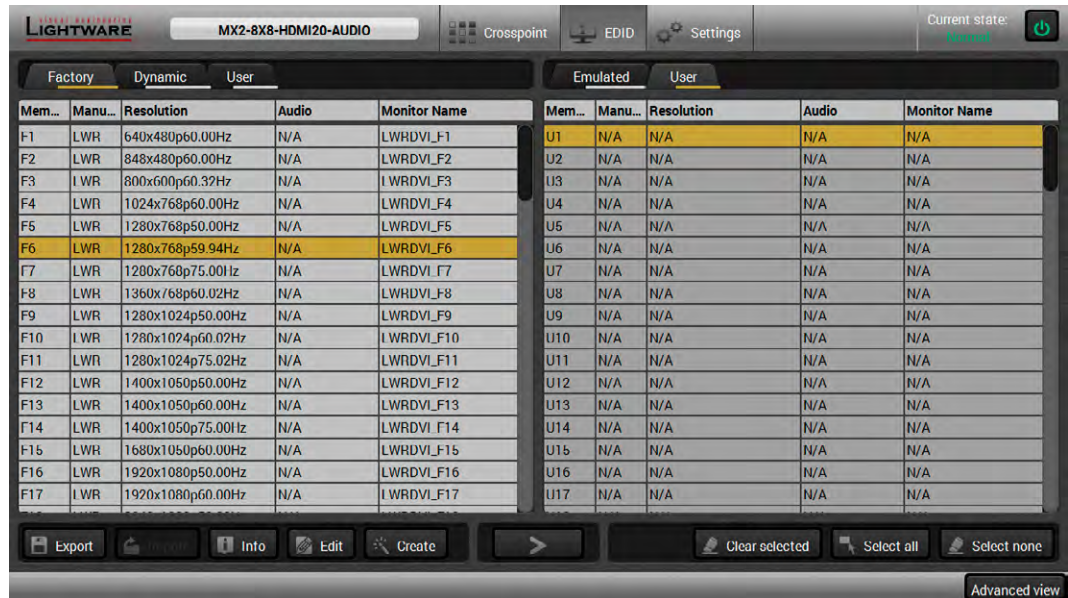 LIGHTWARE MX2-8X8-HDMI20-AUDIO Crosspoint EDID Settings Current state:
Normal
Factory Dynamic User Emulated User
Mem... Manu... Resolution Audio Monitor Name Mem... Manu... Resolution Audio Monitor Name
F1 LWR 640x480p60.00Hz N/A LWRDVI_F1 U1 N/A N/A N/A N/A
F2 LWR 848x480p60.00Hz N/A LWRDVI_F2 U2 N/A N/A N/A N/A
F3 LWR 800x600p60.32Hz N/A LWRDVI_F3 U3 N/A N/A N/A N/A
F4 LWR 1024x768p60.00Hz N/A LWRDVI_F4 U4 N/A N/A N/A N/A
F5 LWR 1280x768p50.00Hz N/A LWRDVI_F5 U5 N/A N/A N/A N/A
F6 LWR 1280x768p59.94Hz N/A LWRDVI_F6 U6 N/A N/A N/A N/A
F7 LWR 1280x768p75.00Hz N/A LWRDVI_F7 U7 N/A N/A N/A N/A
F8 LWR 1360x768p60.02Hz N/A LWRDVI_F8 U8 N/A N/A N/A N/A
F9 LWR 1280x1024p50.00Hz N/A LWRDVI_F9 U9 N/A N/A N/A N/A
F10 LWR 1280x1024p60.02Hz N/A LWRDVI_F10 U10 N/A N/A N/A N/A
F11 LWR 1280x1024p75.02Hz N/A LWRDVI_F11 U11 N/A N/A N/A N/A
F12 LWR 1400x1050p50.00Hz N/A LWRDVI_F12 U12 N/A N/A N/A N/A
F13 LWR 1400x1050p60.00Hz N/A LWRDVI_F13 U13 N/A N/A N/A N/A
F14 LWR 1400x1050p75.00Hz N/A LWRDVI_F14 U14 N/A N/A N/A N/A
F15 LWR 1680x1050p60.00Hz N/A LWRDVI_F15 U15 N/A N/A N/A N/A
F16 LWR 1920x1080p50.00Hz N/A LWRDVI_F16 U16 N/A N/A N/A N/A
F17 LWR 1920x1080p60.00Hz N/A LWRDVI_F17 U17 N/A N/A N/A N/A
Export Info Edit Create > Clear selected Select all Select none
Advanced view